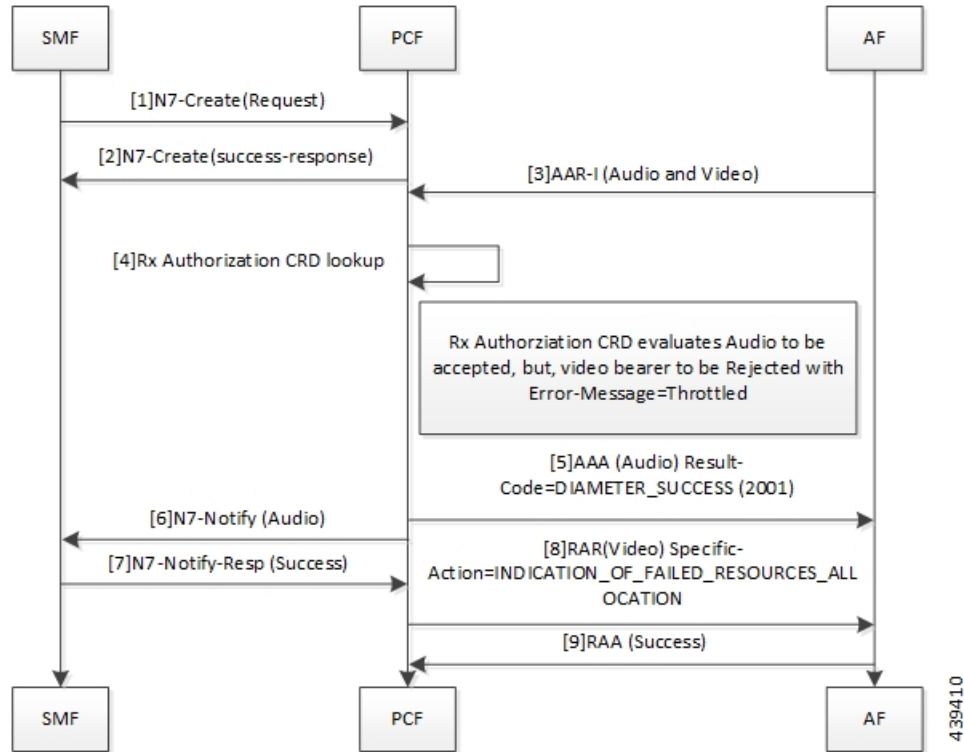 SMF
PCF
AF
[1]N7-Create(Request)
[2]N7-Create(success-response)
[3]AAR-I (Audio and Video)
[4]Rx Authorization CRD lookup
Rx Authorziation CRD evaluates Audio to be
accepted, but, video bearer to be Rejected with
Error-Message=Throttled
[5]AAA (Audio) Result-
Code=DIAMETER_SUCCESS (2001)
[6]N7-Notify (Audio)
[7]N7-Notify-Resp (Success)
[8]RAR(Video) Specific-
Action=INDICATION_OF_FAILED_RESOURCES_ALL
OCATION
[9]RAA (Success)
SMF
PCF
AF
439410